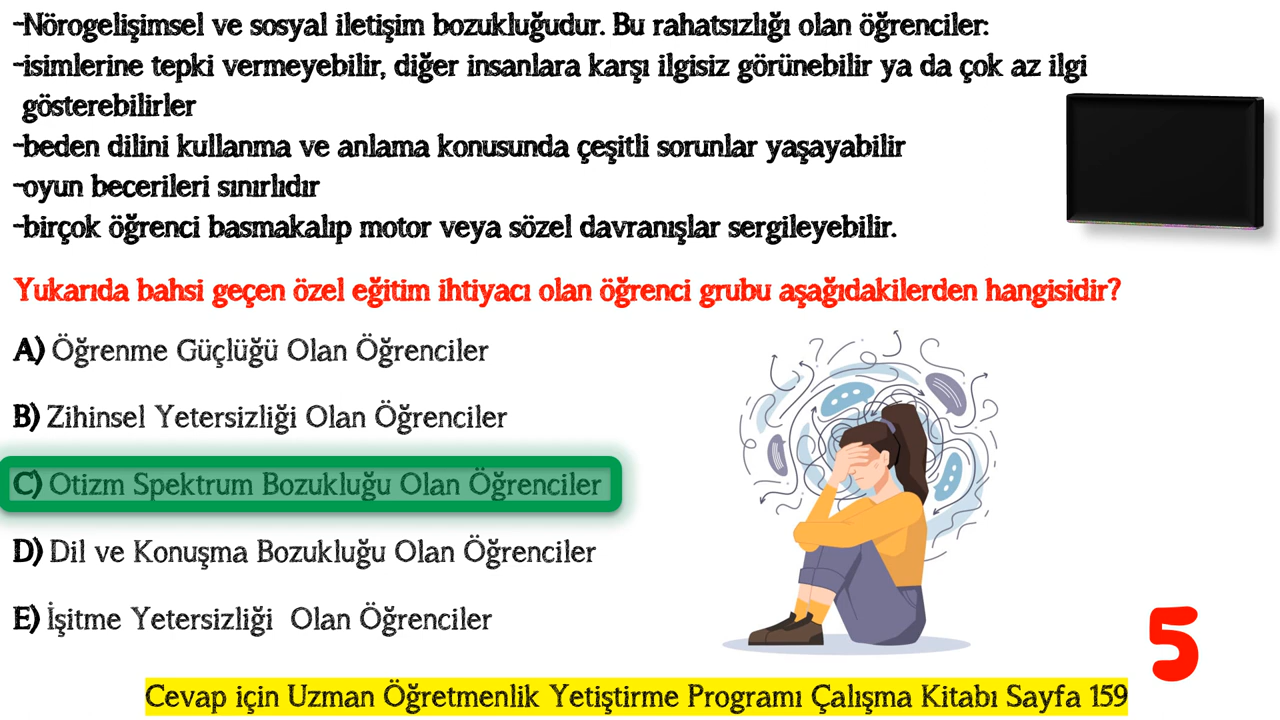 -Nörogelişimsel ve sosyal iletişim bozukluğudur. Bu rahatsızlığı olan öğrenciler:
-isimlerine tepki vermeyebilir, diğer insanlara karşı ilgisiz görünebilir ya da çok az ilgi
gösterebilirler
-beden dilini kullanma ve anlama konusunda çeşitli sorunlar yaşayabilir
-oyun becerileri sınırlıdır
-birçok öğrenci basmakalıp motor veya sözel davranışlar sergileyebilir.
Yukarıda bahsi geçen özel eğitim ihtiyacı olan öğrenci grubu aşağıdakilerden hangisidir?
A) Öğrenme Güçlüğü Olan Öğrenciler
B) Zihinsel Yetersizliği Olan Öğrenciler
C) Otizm Spektrum Bozukluğu Olan Öğrenciler
D) Dil ve Konuşma Bozukluğu Olan Öğrenciler
E) İşitme Yetersizliği Olan Öğrenciler
5
Cevap için Uzman Öğretmenlik Yetiştirme Programı Çalışma Kitabı Sayfa 159